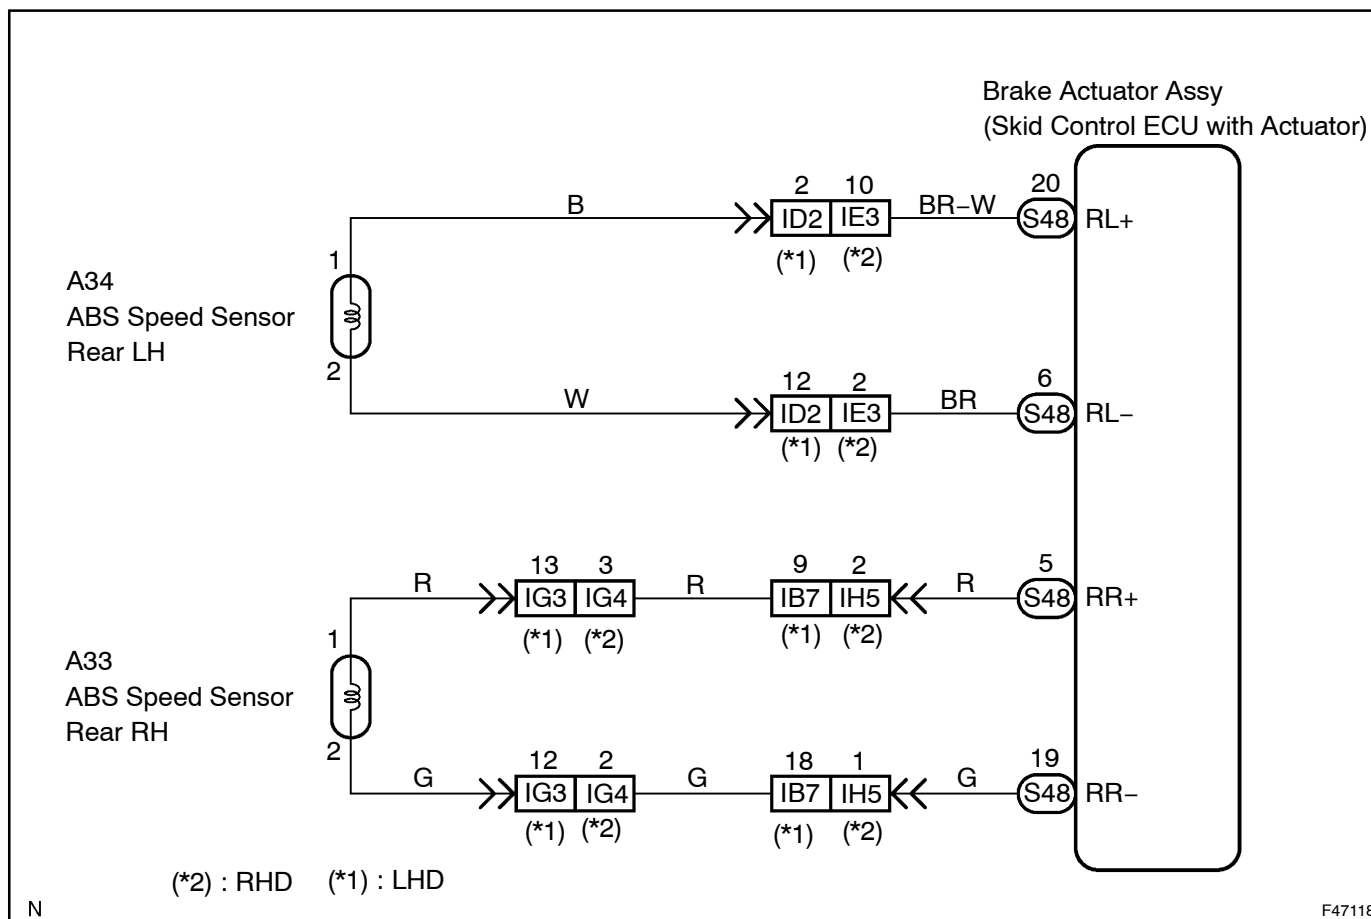 Brake Actuator Assy
(Skid Control ECU with Actuator)
2 10 20
B ID2 IE3 BR−W S48 RL+
(*1) (*2)
1
A34
ABS Speed Sensor
Rear LH
2
12 2 6
W ID2 IE3 BR S48 RL−
(*1) (*2)
13 3 9 2 5
R IG3 IG4 R IB7 IH5 R S48 RR+
(*1) (*2) (*1) (*2)
1
A33
ABS Speed Sensor
Rear RH
2
12 2 18 1 19
G IG3 IG4 G IB7 IH5 G S48 RR−
(*1) (*2) (*1) (*2)
(*2) : RHD (*1) : LHD
N F47118